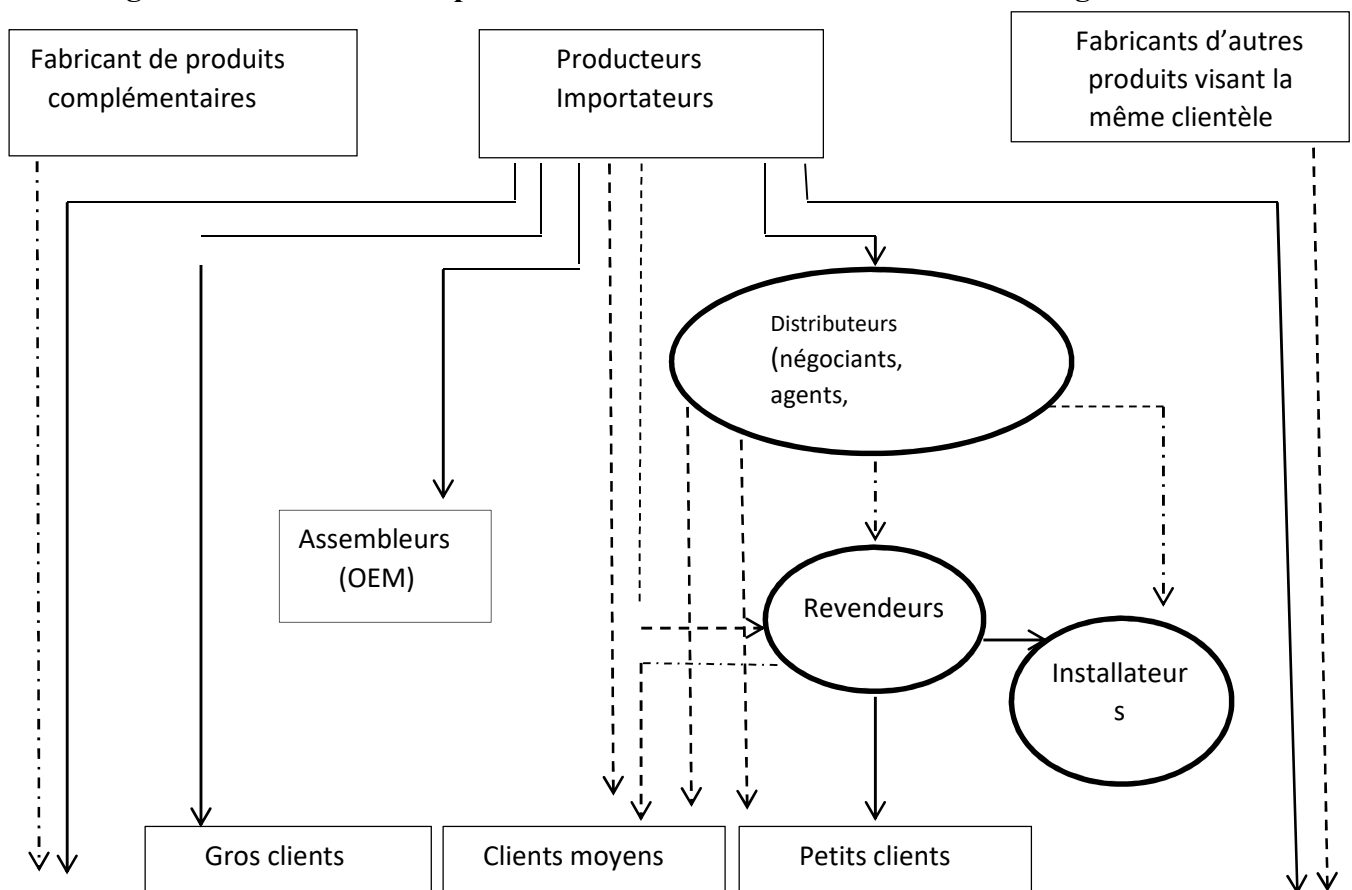 Fabricant de produits
complémentaires
Producteurs
Importateurs
Fabricants d’autres
produits visant la
même clientèle
Distributeurs
(négociants,
agents,
Assembleurs
(OEM)
Revendeurs
Installateur
s
Gros clients
Clients moyens
Petits clients